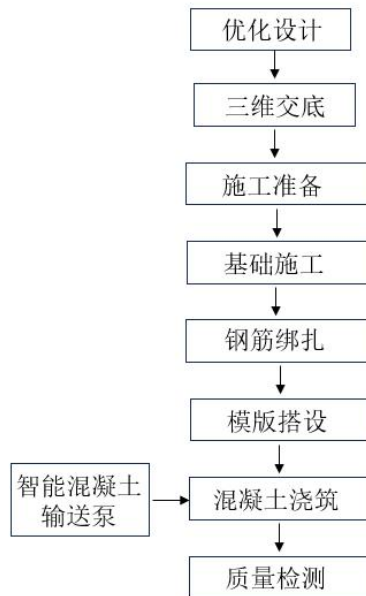 优化设计
三维交底
施工准备
基础施工
钢筋绑扎
模版搭设
智能混凝土
输送泵
混凝土浇筑
质量检测